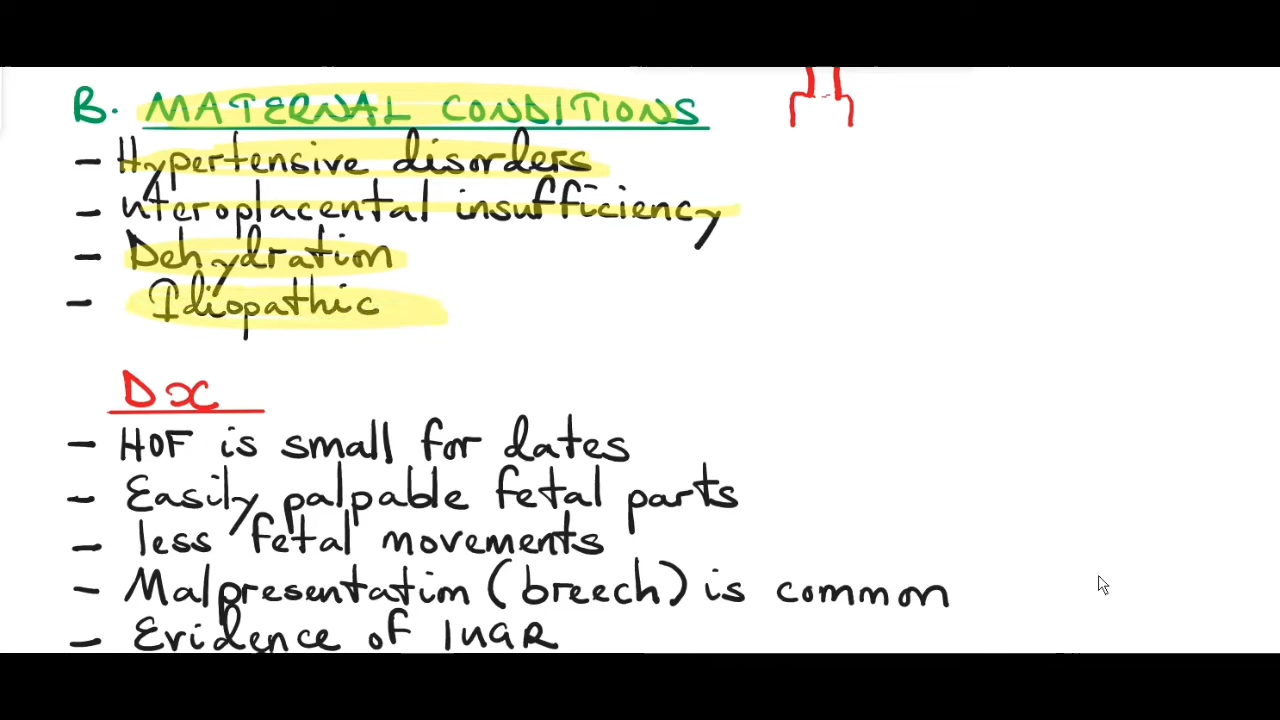 B. MATERNAL CONDITIONS
- Hypertensive disorders
- Uteroplacental insufficiency
- Dehydration
- Idiopathic
Dx
- HOF is small for dates
- Easily palpable fetal parts
- less fetal movements
- Malpresentation (breech) is common
- Evidence of IUGR